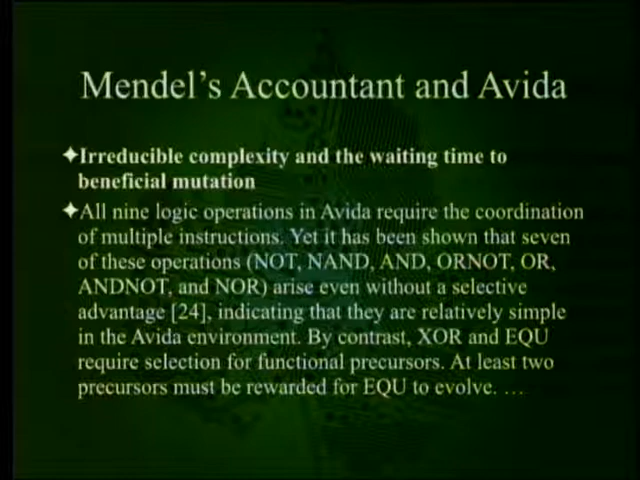 Mendel's Accountant and Avida
✦Irreducible complexity and the waiting time to
beneficial mutation
✦All nine logic operations in Avida require the coordination
of multiple instructions. Yet it has been shown that seven
of these operations (NOT, NAND, AND, ORNOT, OR,
ANDNOT, and NOR) arise even without a selective
advantage [24], indicating that they are relatively simple
in the Avida environment. By contrast, XOR and EQU
require selection for functional precursors. At least two
precursors must be rewarded for EQU to evolve. …